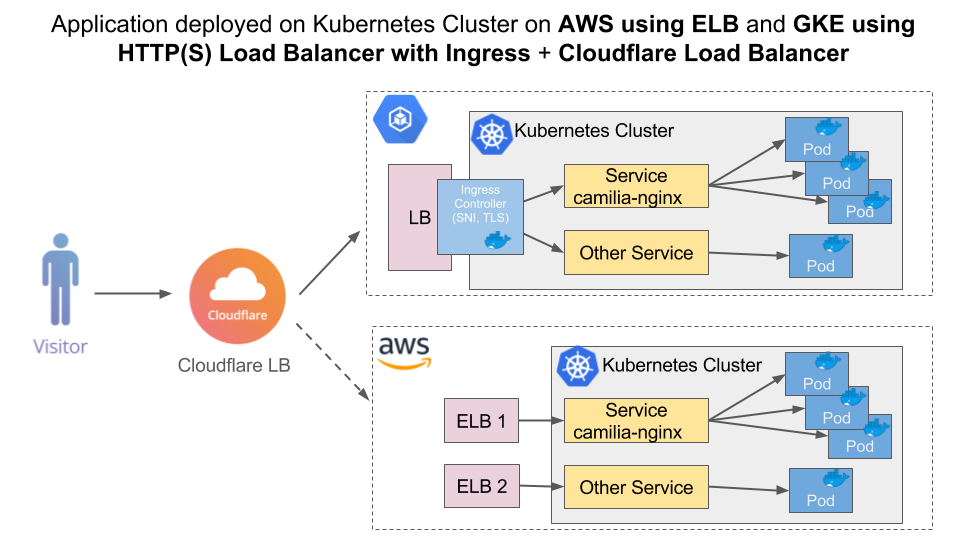 Application deployed on Kubernetes Cluster on AWS using ELB and GKE using
HTTP(S) Load Balancer with Ingress + Cloudflare Load Balancer
Kubernetes Cluster
LB
Ingress
Controller
(SNI, TLS)
Service
camilia-nginx
Other Service
Pod
Pod
Pod
Pod
Visitor
Cloudflare
Cloudflare LB
aws
Kubernetes Cluster
ELB 1
Service
camilia-nginx
ELB 2
Other Service
Pod
Pod
Pod
Pod